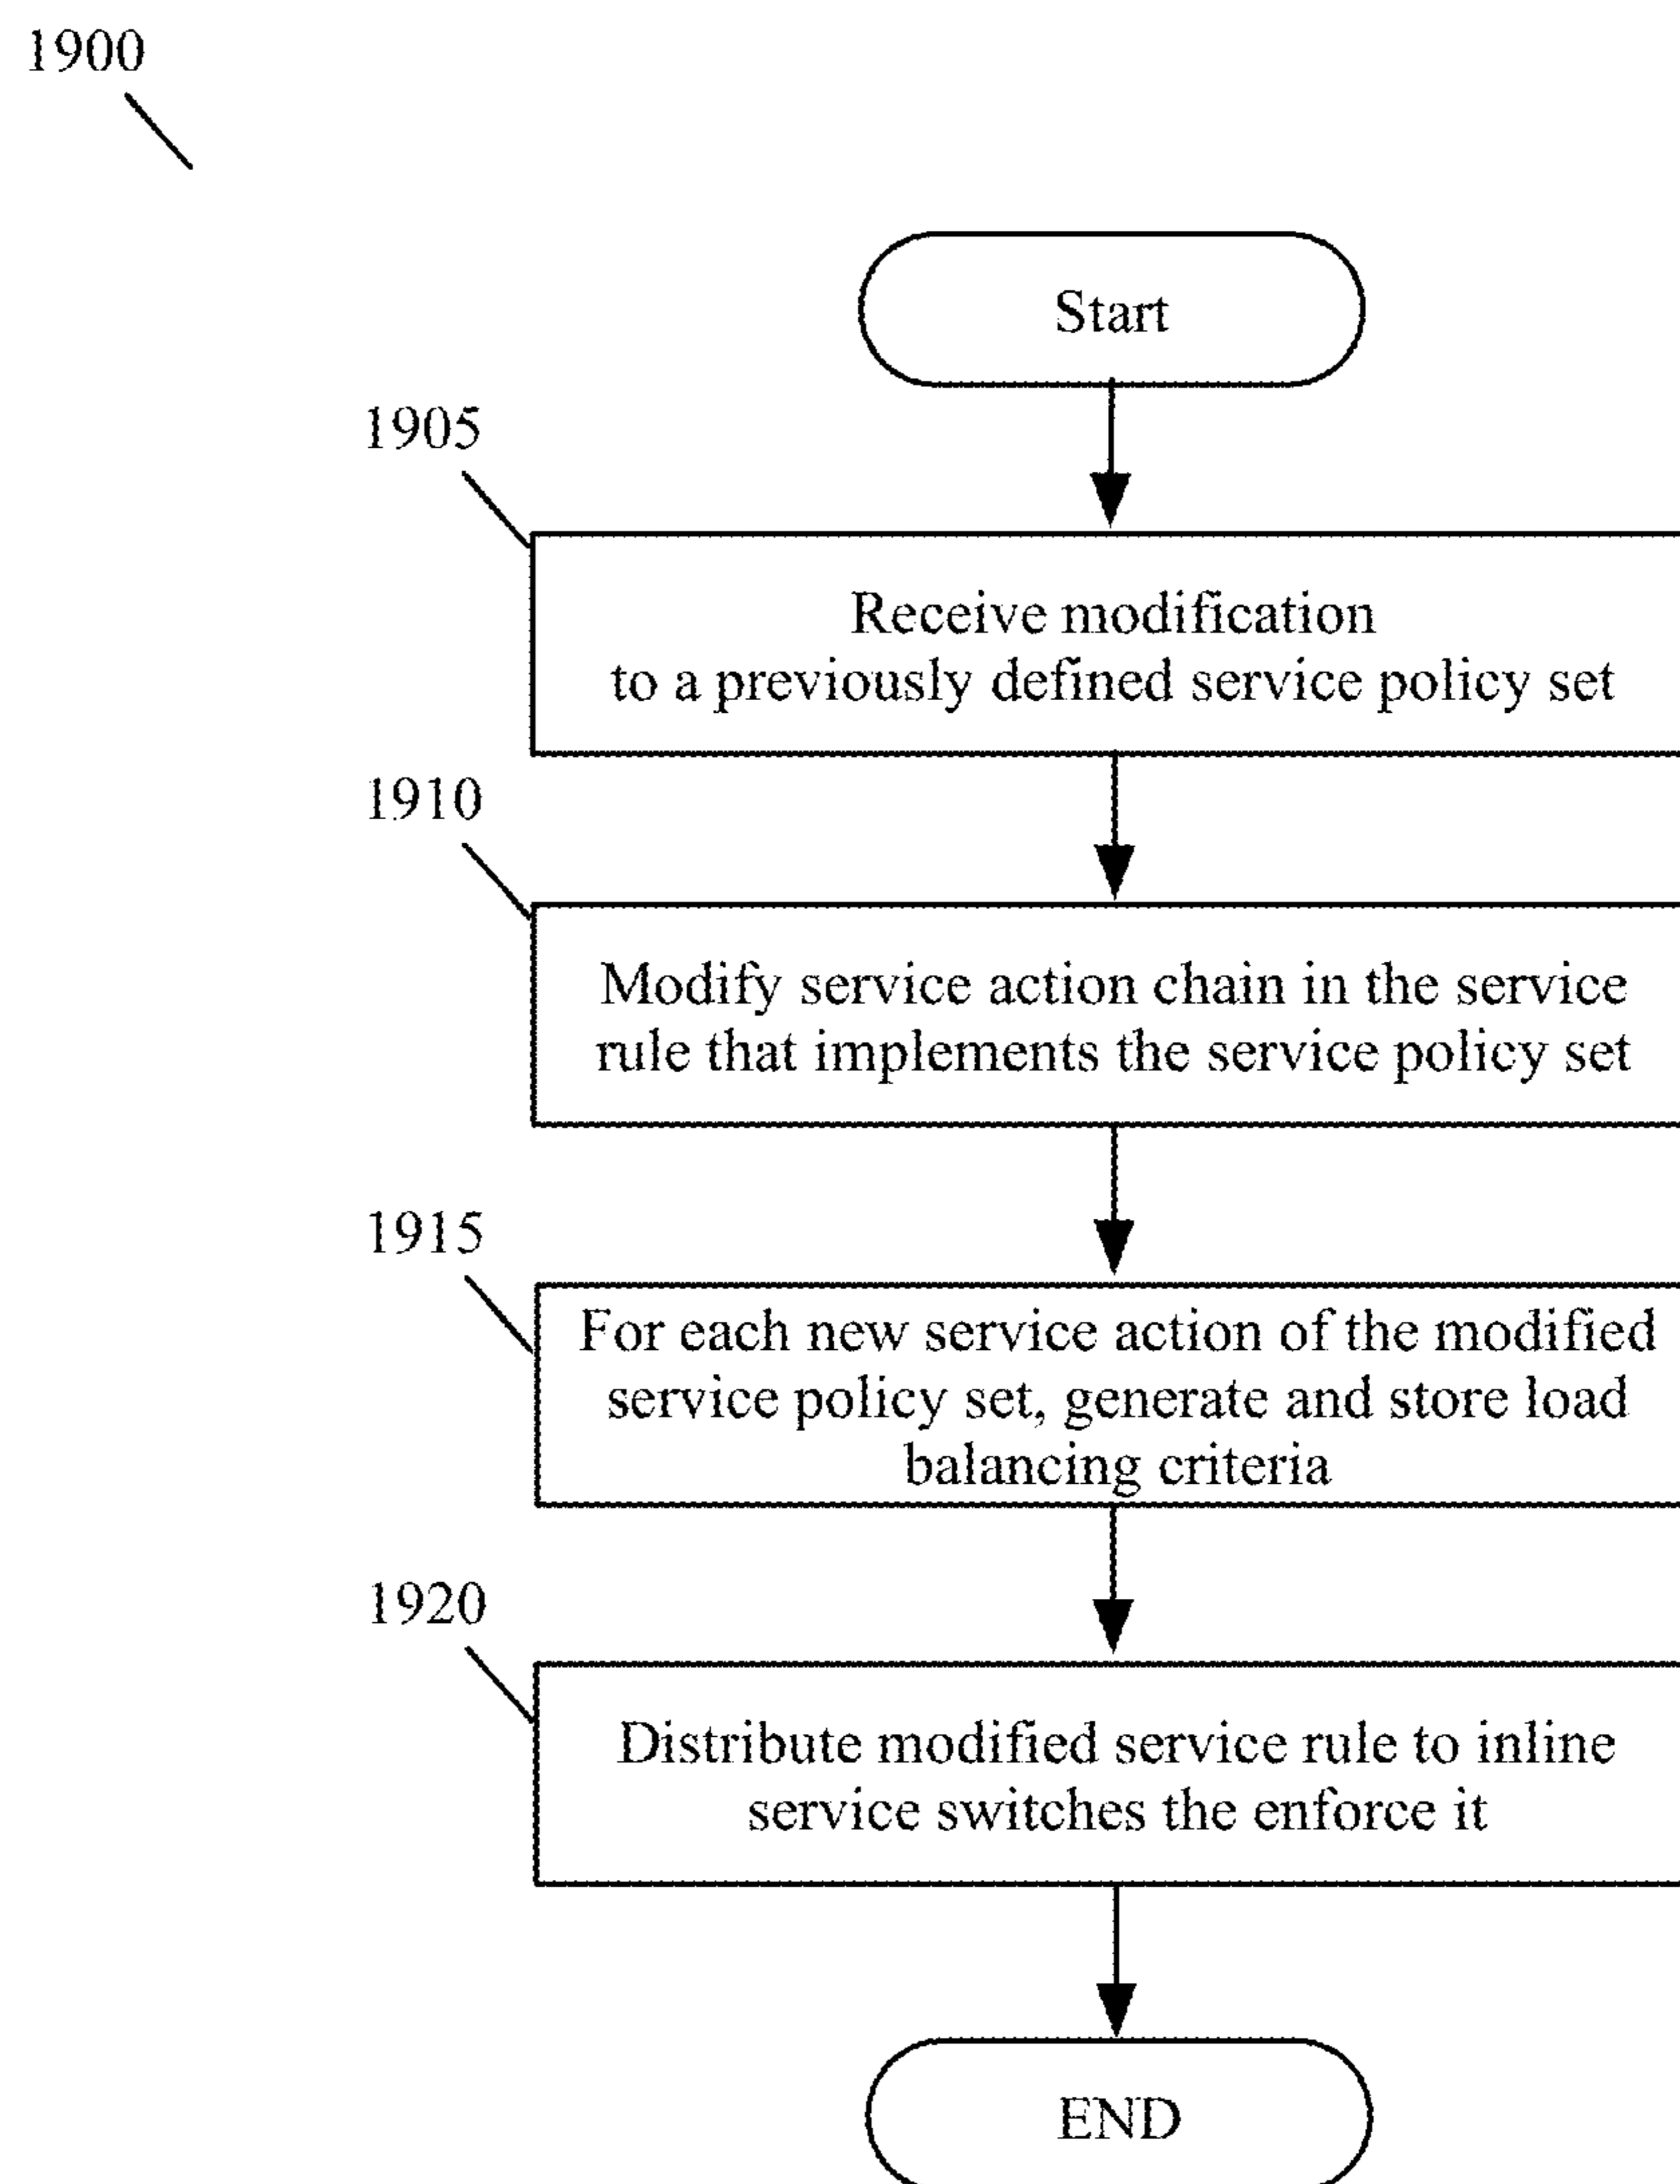 1900
Start
1905
Receive modification
to a previously defined service policy set
1910
Modify service action chain in the service
rule that implements the service policy set
1915
For each new service action of the modified
service policy set, generate and store load
balancing criteria
1920
Distribute modified service rule to inline
service switches the enforce it
END